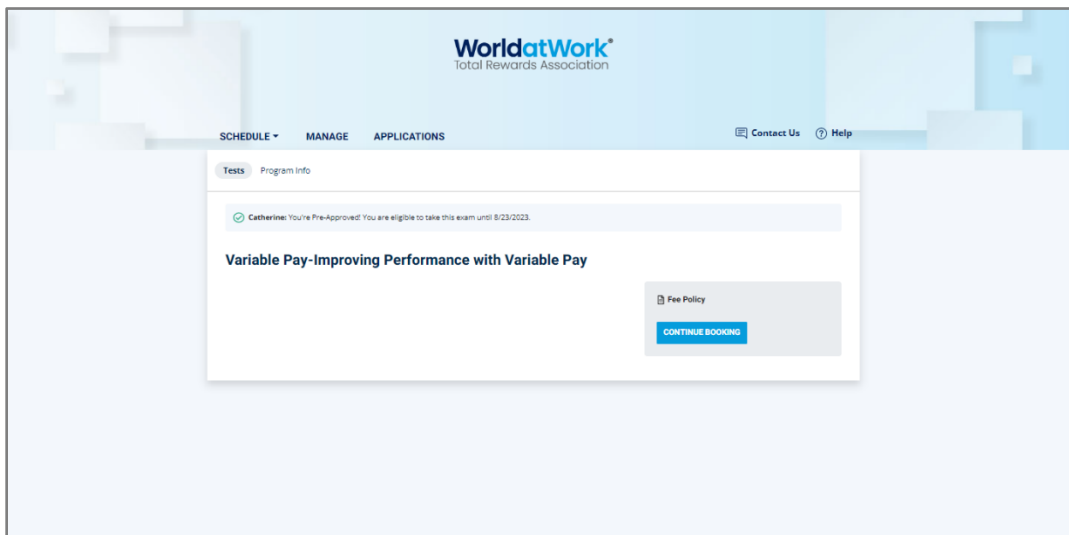 WorldatWork®
Total Rewards Association
SCHEDULE MANAGE APPLICATIONS Contact Us Help
Tests Program Info
Catherine: You're Pre-Approved! You are eligible to take this exam until 8/23/2023.
Variable Pay-Improving Performance with Variable Pay
Fee Policy
CONTINUE BOOKING